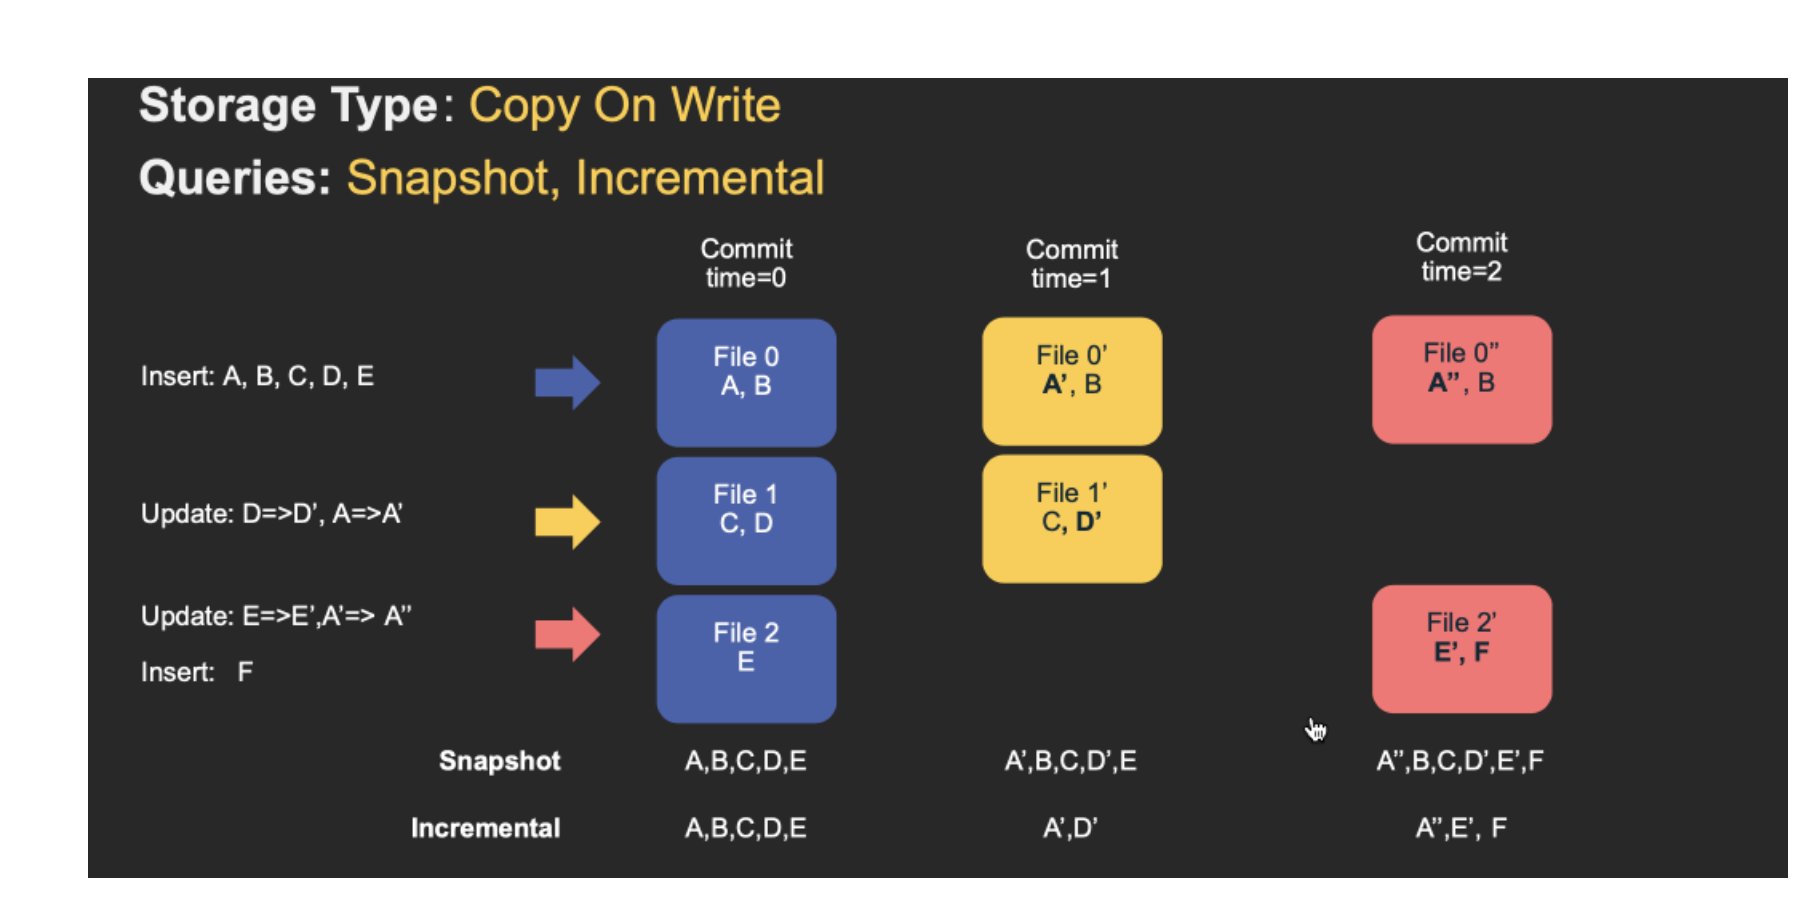 Storage Type: Copy On Write
Queries: Snapshot, Incremental
Commit
time=0
Commit
time=1
Commit
time=2
Insert: A, B, C, D, E
File 0
A, B
File 0’
A’, B
File 0”
A”, B
Update: D=>D’, A=>A’
File 1
C, D
File 1’
C, D’
Update: E=>E’,A’=> A”
Insert: F
File 2
E
File 2’
E’, F
Snapshot
A,B,C,D,E
A’,B,C,D’,E
A”,B,C,D’,E’,F
Incremental
A,B,C,D,E
A’,D’
A”,E’, F